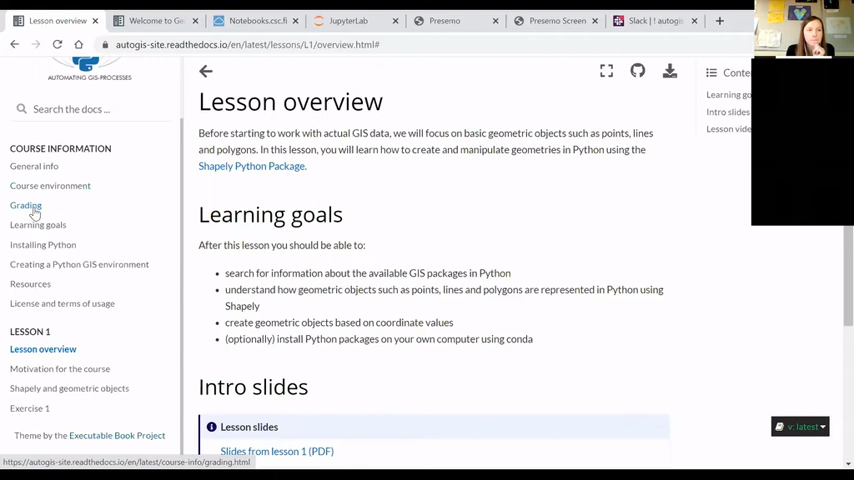 Lesson overview
Welcome to Ge
Notebooks.csc.fi
JupyterLab
Presemo
Presemo Screen
Slack | ! autogis
autogis-site.readthedocs.io/en/latest/lessons/L1/overview.html#
AUTOMATING GIS-PROCESSES
Search the docs ...
COURSE INFORMATION
General info
Course environment
Grading
Learning goals
Installing Python
Creating a Python GIS environment
Resources
License and terms of usage
LESSON 1
Lesson overview
Motivation for the course
Shapely and geometric objects
Exercise 1
Theme by the Executable Book Project
https://autogis-site.readthedocs.io/en/latest/course-info/grading.html
Lesson overview
Before starting to work with actual GIS data, we will focus on basic geometric objects such as points, lines
and polygons. In this lesson, you will learn how to create and manipulate geometries in Python using the
Shapely Python Package.
Learning goals
After this lesson you should be able to:
• search for information about the available GIS packages in Python
• understand how geometric objects such as points, lines and polygons are represented in Python using
Shapely
• create geometric objects based on coordinate values
• (optionally) install Python packages on your own computer using conda
Intro slides
Lesson slides
Slides from lesson 1 (PDF)
Conte
Learning go
Intro slides
Lesson vide
v: latest